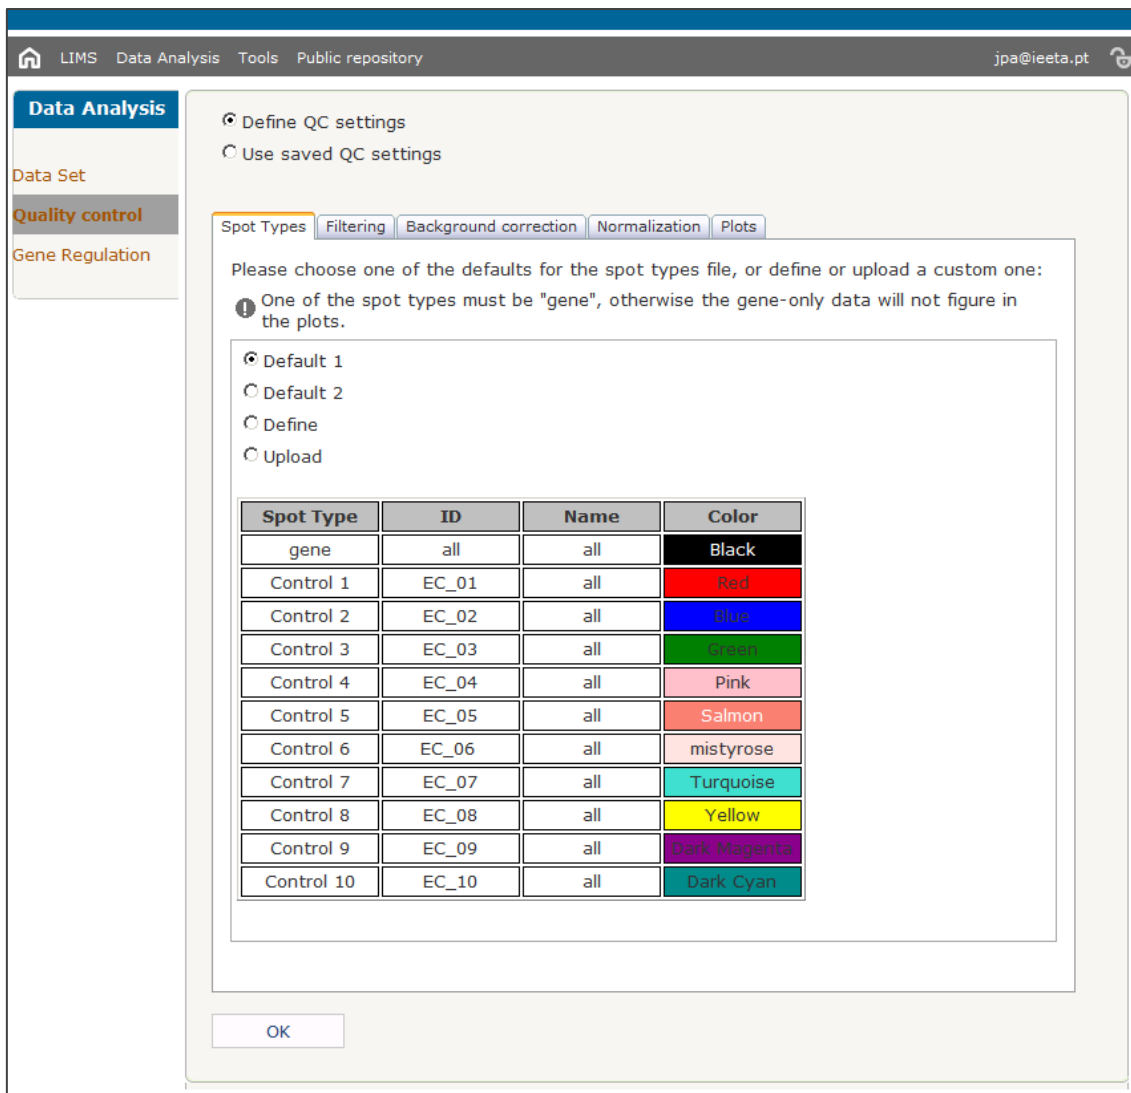 LIMS Data Analysis Tools Public repository jpa@ieeta.pt
Data Analysis
Data Set
Quality control
Gene Regulation
Define QC settings
Use saved QC settings
Spot Types Filtering Background correction Normalization Plots
Please choose one of the defaults for the spot types file, or define or upload a custom one:
One of the spot types must be "gene", otherwise the gene-only data will not figure in
the plots.
Default 1
Default 2
Define
Upload
Spot Type ID Name Color
gene all all Black
Control 1 EC_01 all Red
Control 2 EC_02 all Blue
Control 3 EC_03 all Green
Control 4 EC_04 all Pink
Control 5 EC_05 all Salmon
Control 6 EC_06 all mistyrose
Control 7 EC_07 all Turquoise
Control 8 EC_08 all Yellow
Control 9 EC_09 all Dark Magenta
Control 10 EC_10 all Dark Cyan
OK